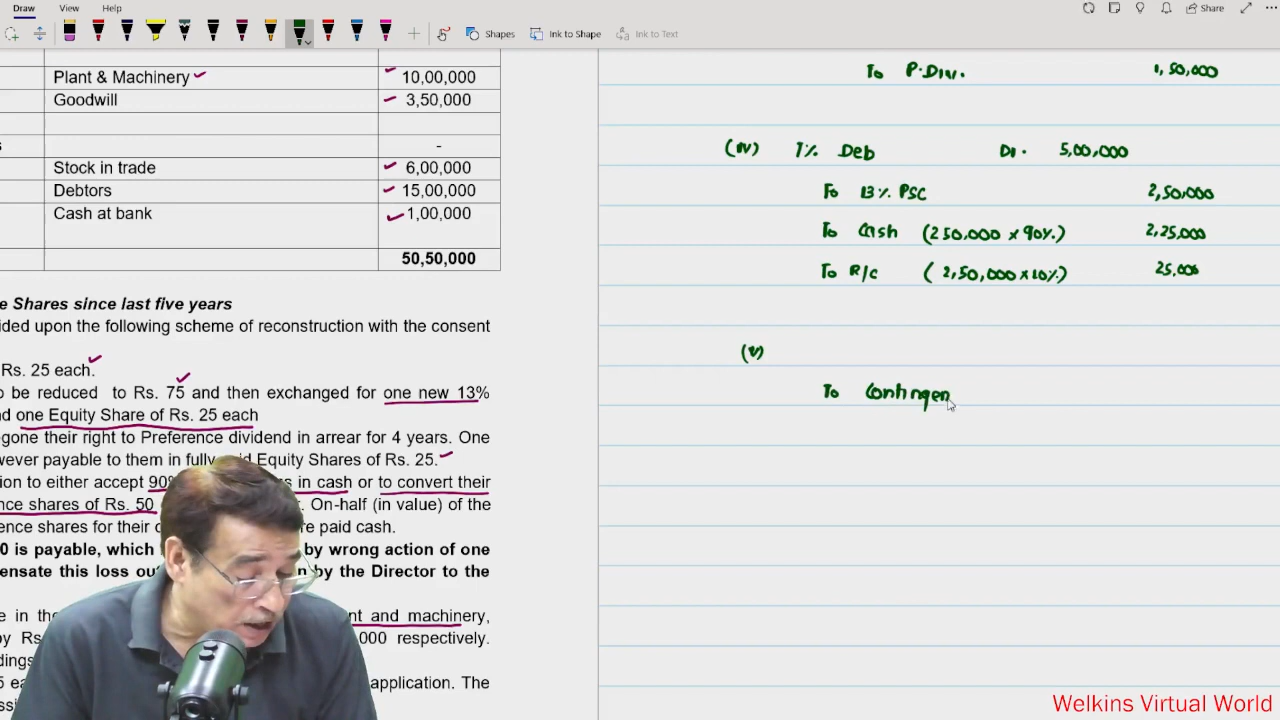 Draw View Help
Share
Shapes Ink to Shape Ink to Text
Plant & Machinery 10,00,000
Goodwill 3,50,000
s -
Stock in trade 6,00,000
Debtors 15,00,000
Cash at bank 1,00,000
50,50,000
e Shares since last five years
ided upon the following scheme of reconstruction with the consent
Rs. 25 each.
o be reduced to Rs. 75 and then exchanged for one new 13%
nd one Equity Share of Rs. 25 each
gone their right to Preference dividend in arrear for 4 years. One
wever payable to them in fully Equity Shares of Rs. 25.
tion to either accept 90% s in cash or to convert their
nce shares of Rs. 50 . On-half (in value) of the
rence shares for their re paid cash.
0 is payable, which by wrong action of one
ensate this loss out n by the Director to the
e in the nt and machinery,
by Rs 000 respectively.
dings
5 ea application. The
ssi
To P.Div. 1,50,000
(iv) 7% Deb Dr. 5,00,000
To 13% PSC 2,50,000
To Cash (250,000 x 90%) 2,25,000
To R/c (2,50,000 x 10%) 25,000
(v)
To Contingen
Welkins Virtual World